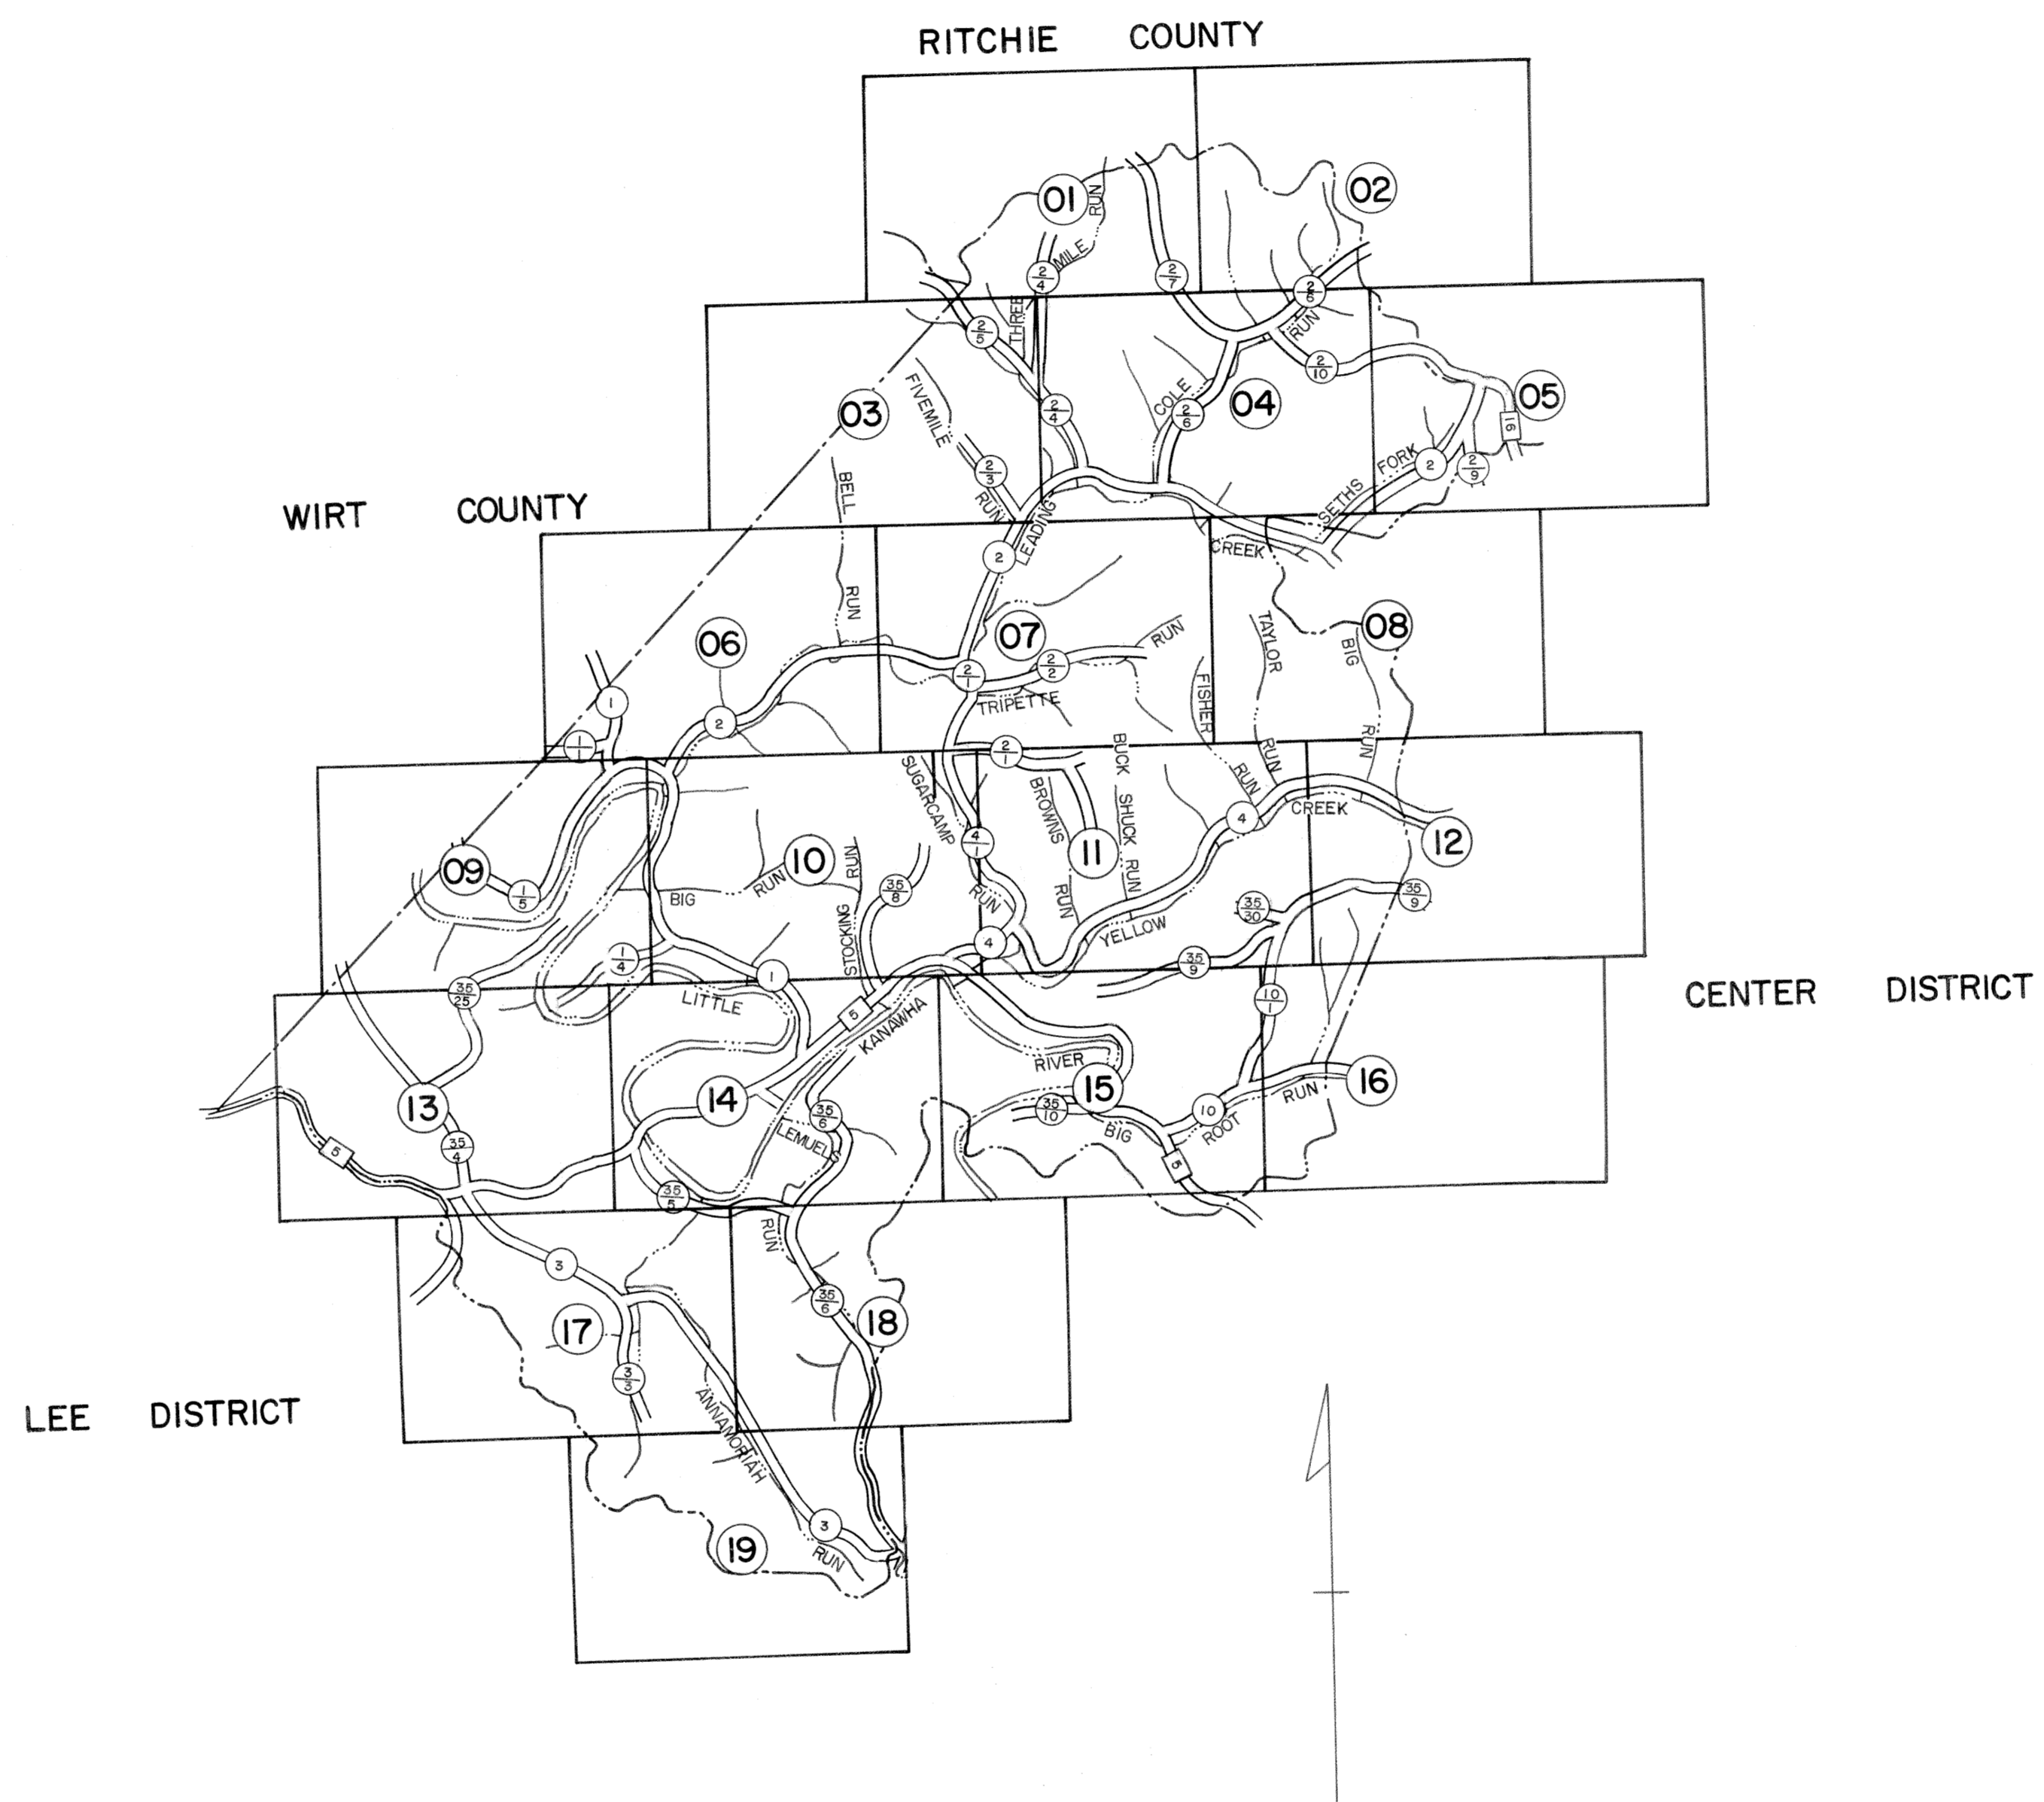 RITCHIE COUNTY
01
RUN
02
MILE
2/4
2/7
2/6
THREE
2/5
RUN
2/10
FIVEMILE
03
2/4
COLE
2/6
04
05
16
2/3
RUN
FORK
2
2/9
SETHS
BELL
WIRT COUNTY
LEADING
2
CREEK
RUN
06
07
RUN
TAYLOR
08
BIG
2/1
2/2
TRIPETTE
FISHER
1
2
1/1
2/1
BUCK
RUN
RUN
SUGARCAMP
BROWNS
SHUCK
RUN
CREEK
4
4/1
09
1/5
10
RUN
BIG
RUN
35/8
11
RUN
12
RUN
RUN
35/9
35/30
STOCKING
YELLOW
4
35/9
1/4
1
35/25
LITTLE
5
KANAWHA
10/1
CENTER DISTRICT
RIVER
13
14
15
16
35/6
35/10
BIG
10
ROOT
RUN
LEMUELS
35/4
5
5
35/5
RUN
3
35/6
17
18
3/3
ANNAMORIAH
LEE DISTRICT
3
19
RUN